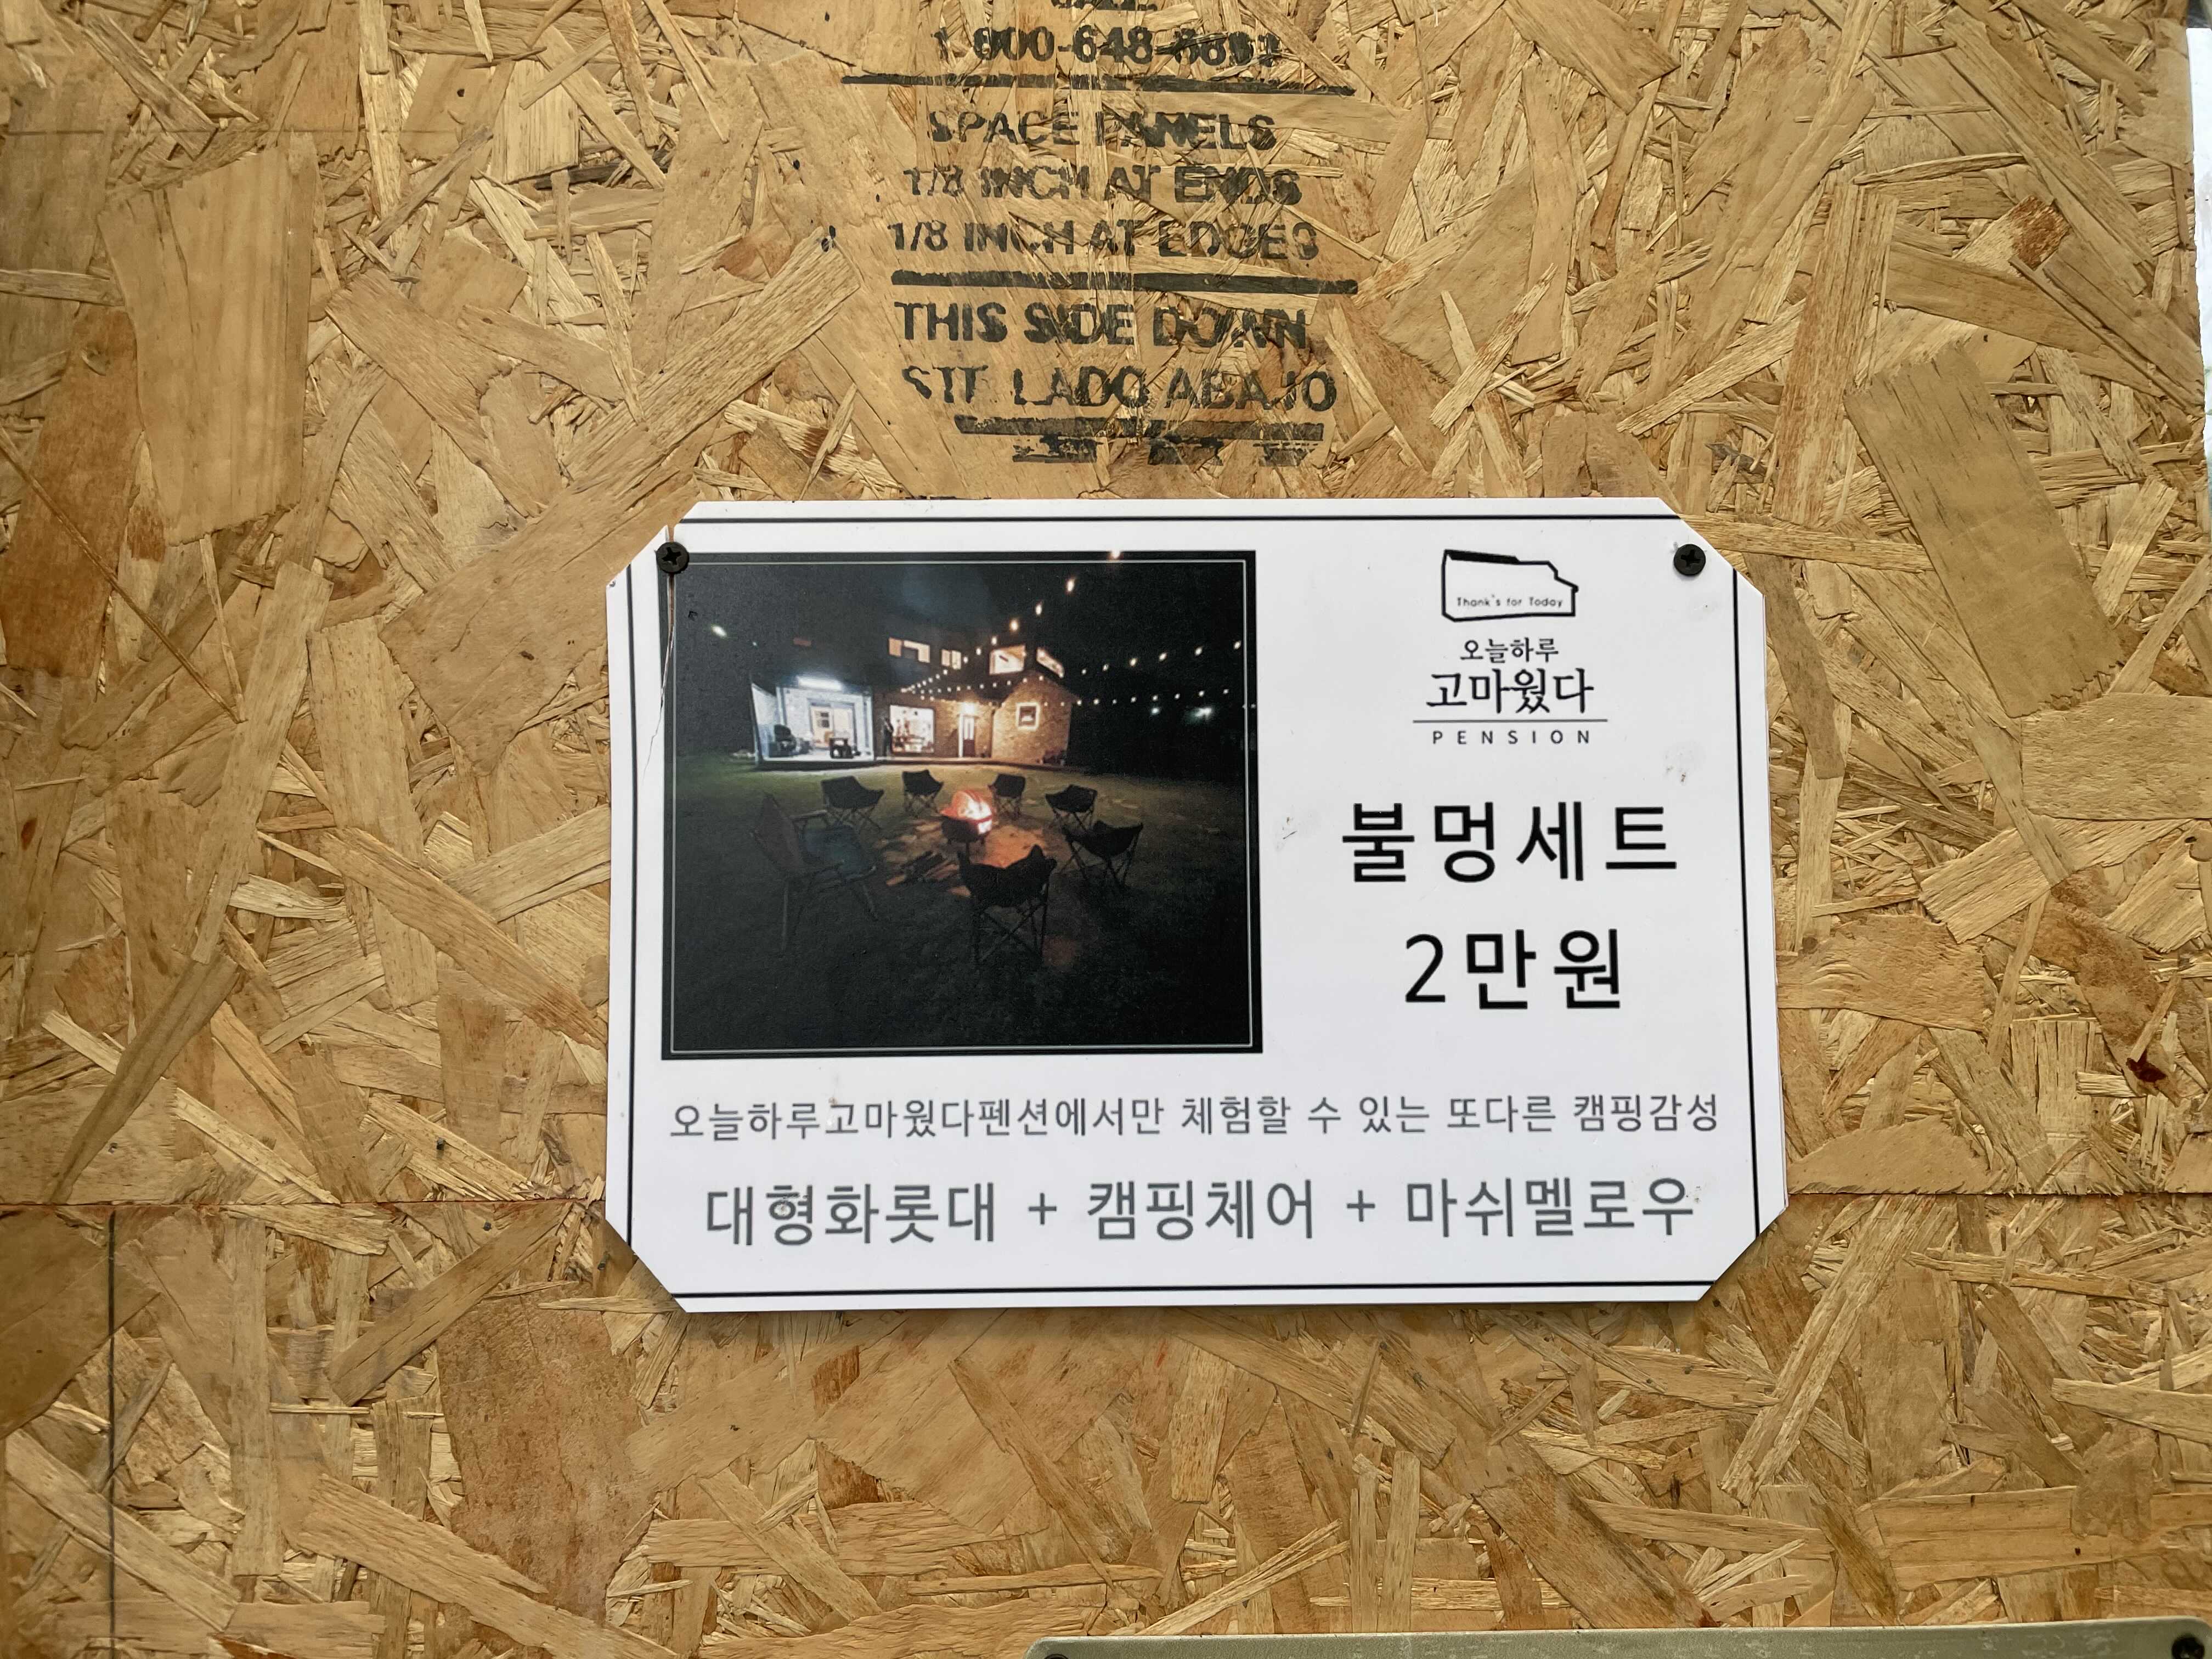 SPACE PANELS
1/8 INCH AT ENDS
1/8 INCH AT EDGES
THIS SIDE DOWN
LADO ABAJO
Thank's for Today
오늘하루
고마웠다
PENSION
불멍세트
2만원
오늘하루고마웠다펜션에서만 체험할 수 있는 또다른 캠핑감성
대형화롯대 + 캠핑체어 + 마쉬멜로우